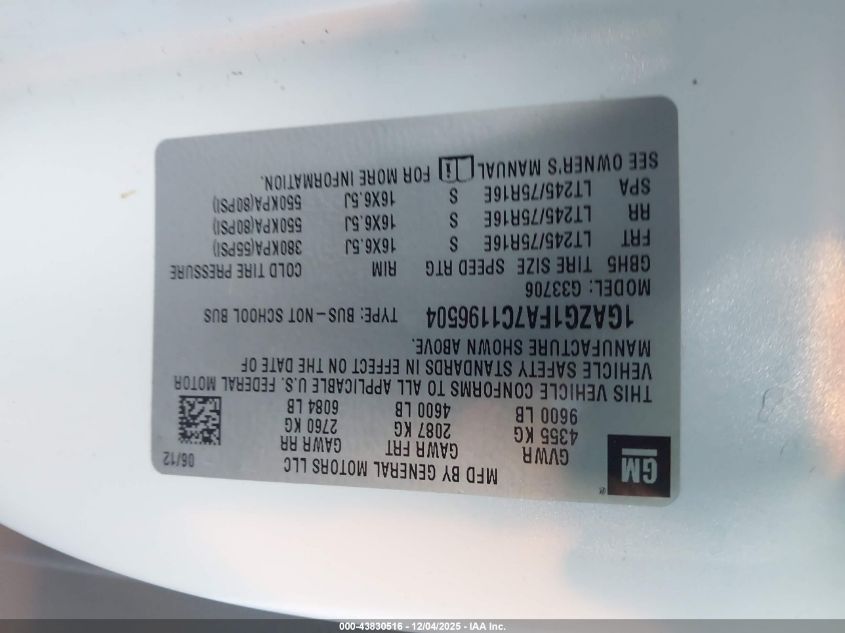 GM
MFD BY GENERAL MOTORS LLC 06/12
GVWR GAWR FRT GAWR RR
4355 KG 2087 KG 2760 KG
9600 LB 4600 LB 6084 LB
THIS VEHICLE CONFORMS TO ALL APPLICABLE U.S. FEDERAL MOTOR
VEHICLE SAFETY STANDARDS IN EFFECT ON THE DATE OF
MANUFACTURE SHOWN ABOVE.
1GAZG1FA7C1196504 TYPE: BUS-NOT SCHOOL BUS
MODEL: G33706
GBH5 TIRE SIZE SPEED RTG RIM COLD TIRE PRESSURE
FRT LT245/75R16E S 16X6.5J 380KPA(55PSI)
RR LT245/75R16E S 16X6.5J 550KPA(80PSI)
SPA LT245/75R16E S 16X6.5J 550KPA(80PSI)
SEE OWNER'S MANUAL FOR MORE INFORMATION.
000-43830516 - 12/04/2025 - IAA Inc.